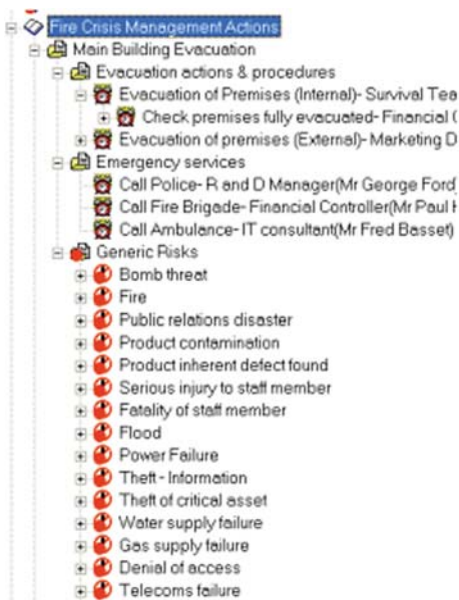 Fire Crisis Management Actions
Main Building Evacuation
Evacuation actions & procedures
Evacuation of Premises (Internal)- Survival Tea
Check premises fully evacuated- Financial
Evacuation of premises (External)- Marketing D
Emergency services
Call Police- R and D Manager(Mr George Ford
Call Fire Brigade- Financial Controller(Mr Paul
Call Ambulance- IT consultant(Mr Fred Basset)
Generic Risks
Bomb threat
Fire
Public relations disaster
Product contamination
Product inherent defect found
Serious injury to staff member
Fatality of staff member
Flood
Power Failure
Theft - Information
Theft of critical asset
Water supply failure
Gas supply failure
Denial of access
Telecoms failure